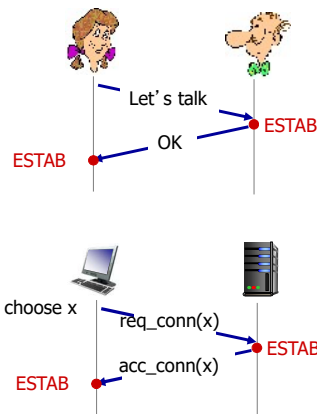 Let's talk
ESTAB
OK
ESTAB
choose x
req_conn(x)
ESTAB
acc_conn(x)
ESTAB